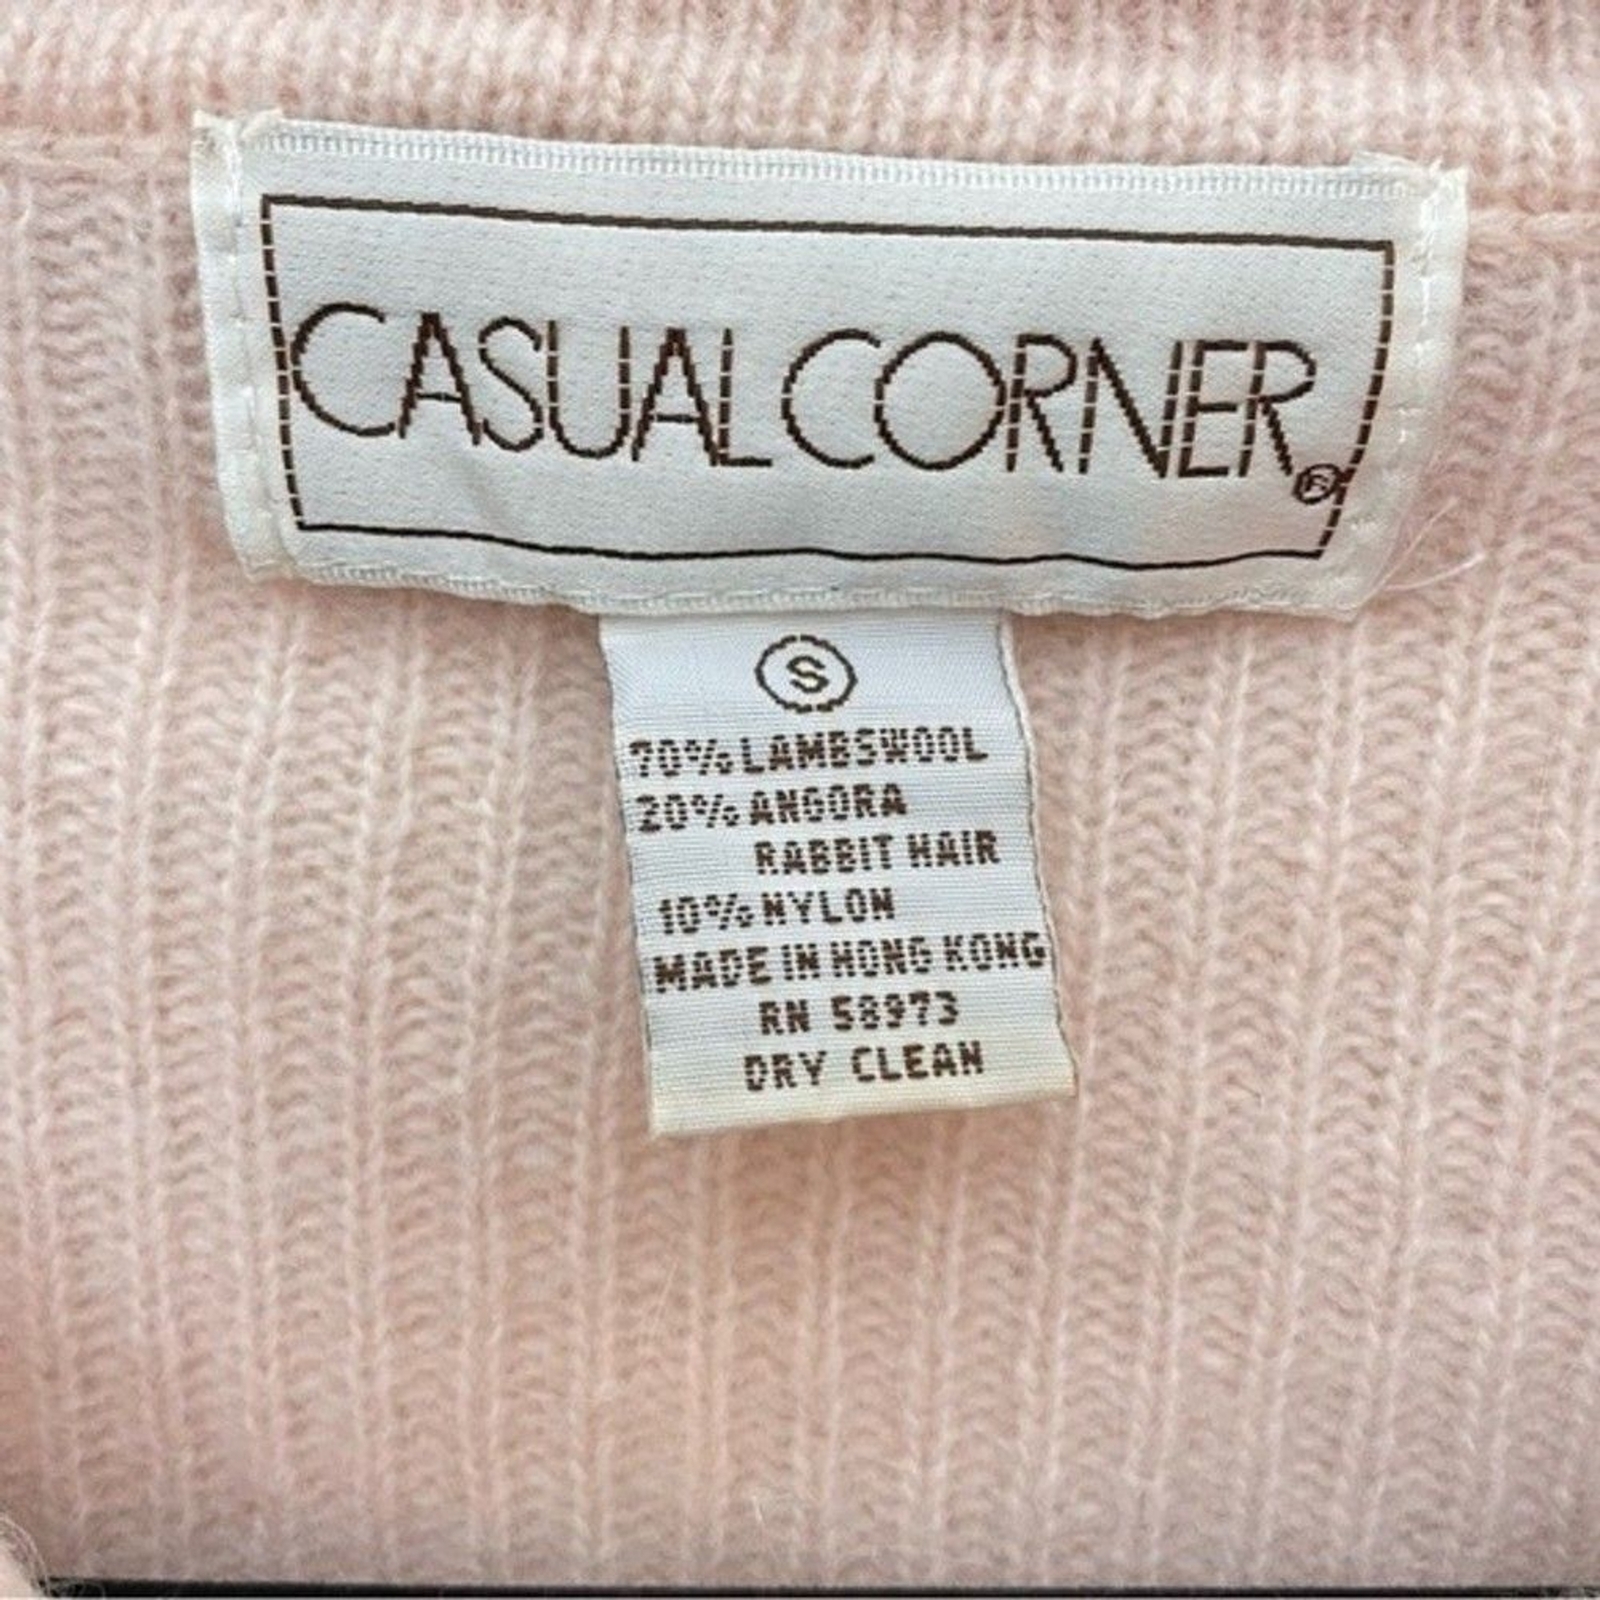 CASUAL CORNER®
S
70% LAMBSWOOL
20% ANGORA
RABBIT HAIR
10% NYLON
MADE IN HONG KONG
RN 58973
DRY CLEAN